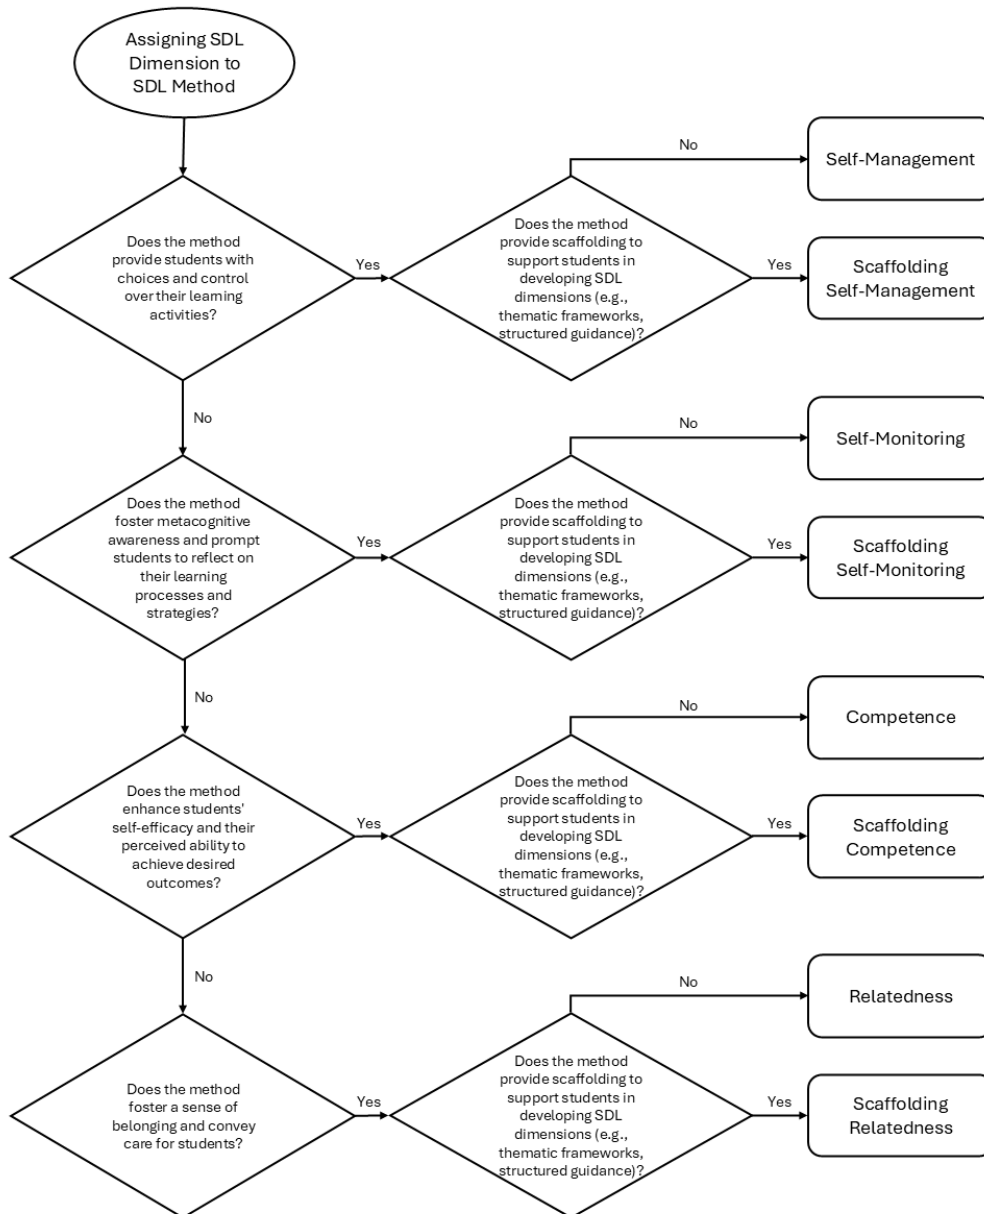 Assigning SDL
Dimension to
SDL Method
No
Self-Management
Does the method
provide students with
choices and control
over their learning
activities?
Yes
Does the method
provide scaffolding to
support students in
developing SDL
dimensions (e.g.,
thematic frameworks,
structured guidance)?
Yes
Scaffolding
Self-Management
No
No
Self-Monitoring
Does the method
foster metacognitive
awareness and prompt
students to reflect on
their learning
processes and
strategies?
Yes
Does the method
provide scaffolding to
support students in
developing SDL
dimensions (e.g.,
thematic frameworks,
structured guidance)?
Yes
Scaffolding
Self-Monitoring
No
No
Competence
Does the method
enhance students'
self-efficacy and their
perceived ability to
achieve desired
outcomes?
Yes
Does the method
provide scaffolding to
support students in
developing SDL
dimensions (e.g.,
thematic frameworks,
structured guidance)?
Yes
Scaffolding
Competence
No
No
Relatedness
Does the method
foster a sense of
belonging and convey
care for students?
Yes
Does the method
provide scaffolding to
support students in
developing SDL
dimensions (e.g.,
thematic frameworks,
structured guidance)?
Yes
Scaffolding
Relatedness